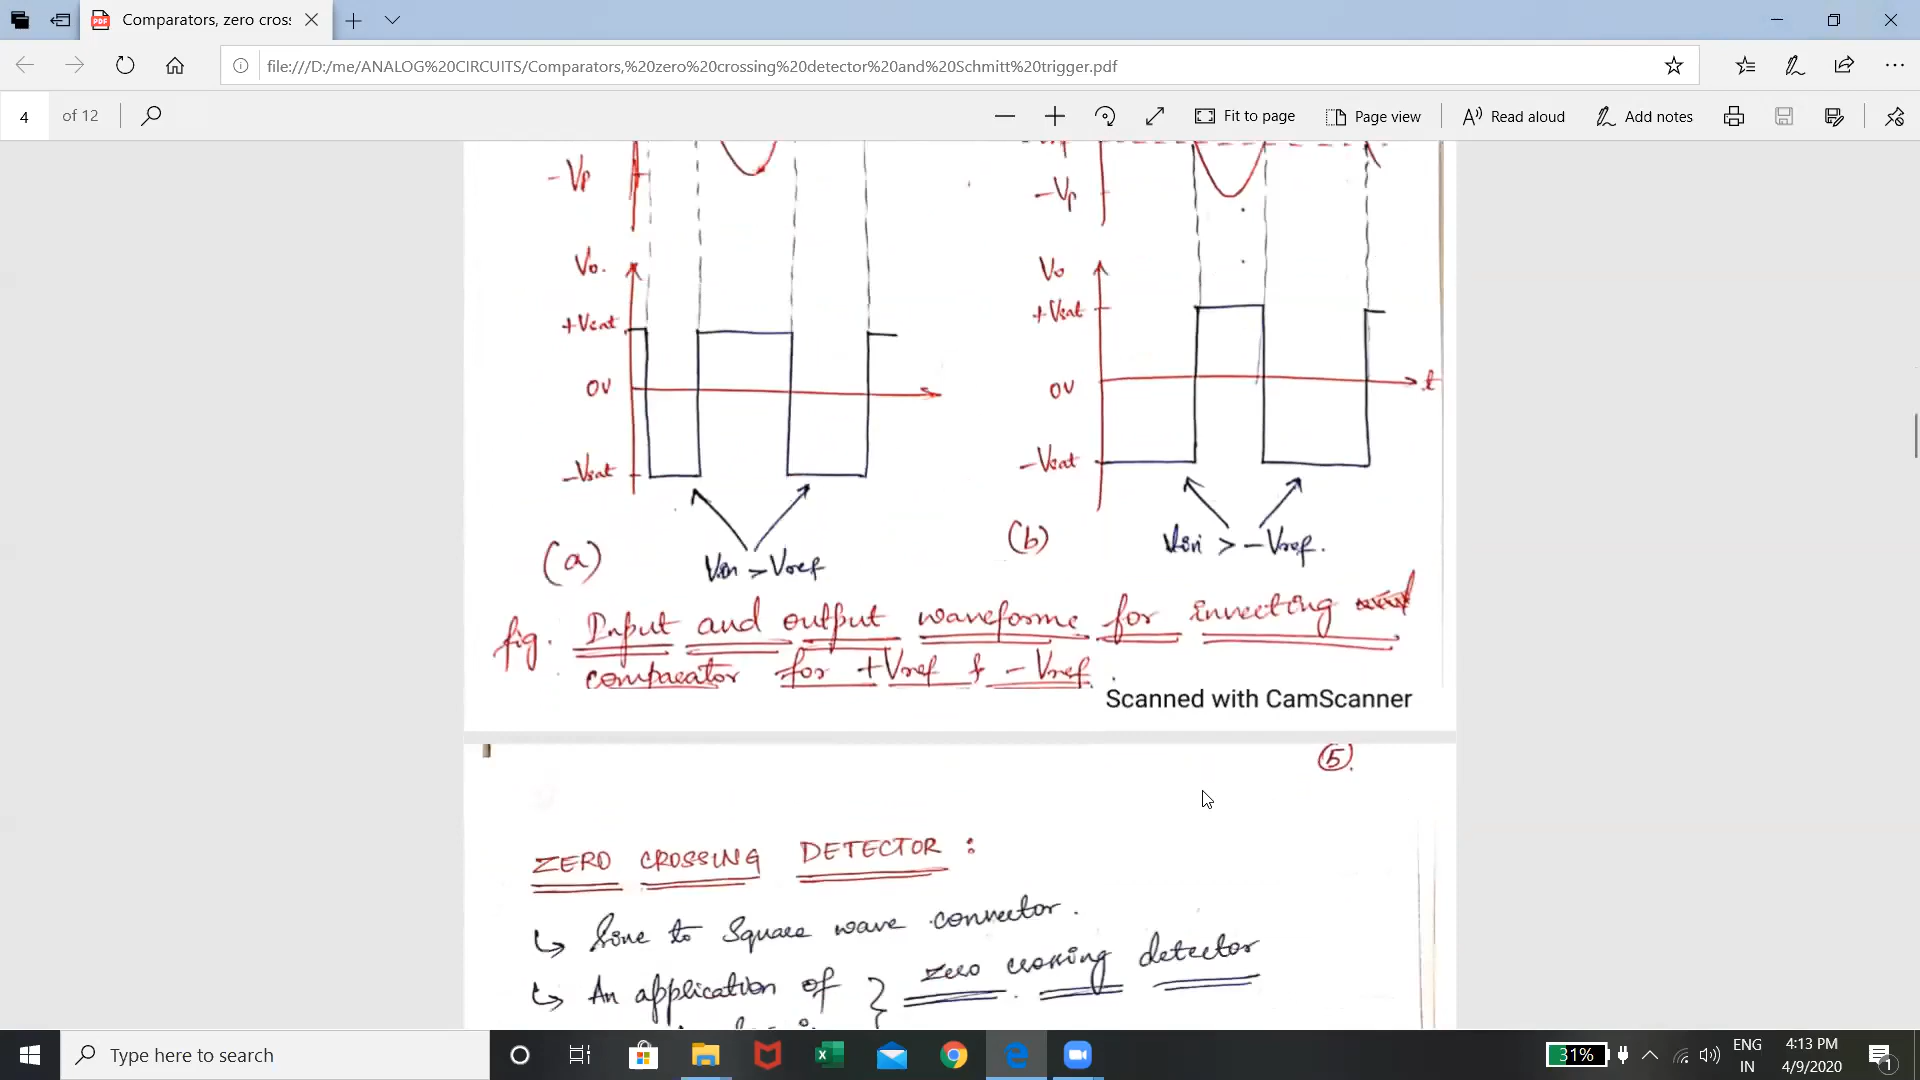 Comparators, zero cross
file:///D:/me/ANALOG%20CIRCUITS/Comparators,%20zero%20crossing%20detector%20and%20Schmitt%20trigger.pdf
4 of 12
Fit to page
Page view
Read aloud
Add notes
-Vp
-Vp
Vo.
Vo
+Vsat
+Vsat
0V
0V
t
-Vsat
-Vsat
(a)
Vin > Vref
(b)
Vin > -Vref.
fig. Input and output waveforms for inverting
comparator for +Vref & -Vref.
Scanned with CamScanner
5
ZERO CROSSING DETECTOR :
↳ Sine to Square wave convertor.
↳ An application of } zero crossing detector
Type here to search
31%
ENG
IN
4:13 PM
4/9/2020
1